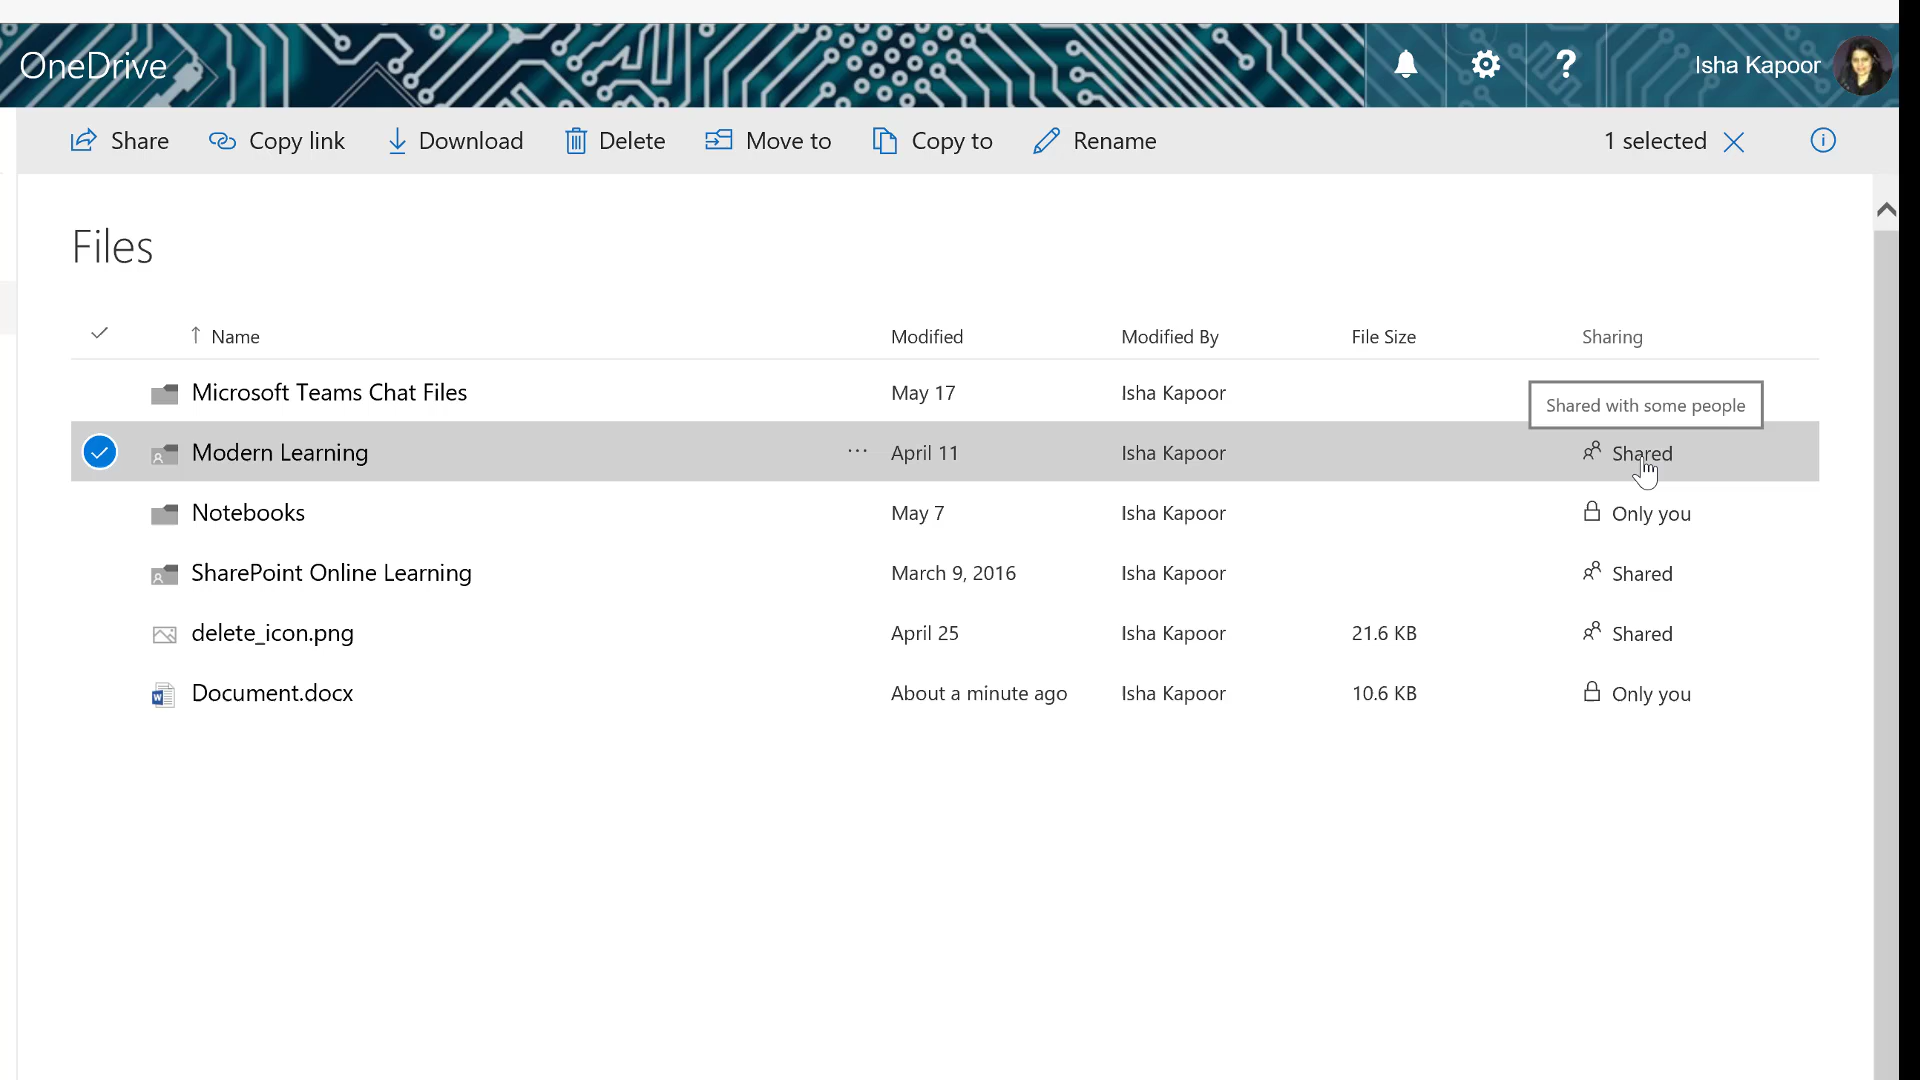 OneDrive Isha Kapoor
Share Copy link Download Delete Move to Copy to Rename 1 selected
Files
Name Modified Modified By File Size Sharing
Microsoft Teams Chat Files May 17 Isha Kapoor
Shared with some people
Modern Learning April 11 Isha Kapoor Shared
Notebooks May 7 Isha Kapoor Only you
SharePoint Online Learning March 9, 2016 Isha Kapoor Shared
delete_icon.png April 25 Isha Kapoor 21.6 KB Shared
Document.docx About a minute ago Isha Kapoor 10.6 KB Only you